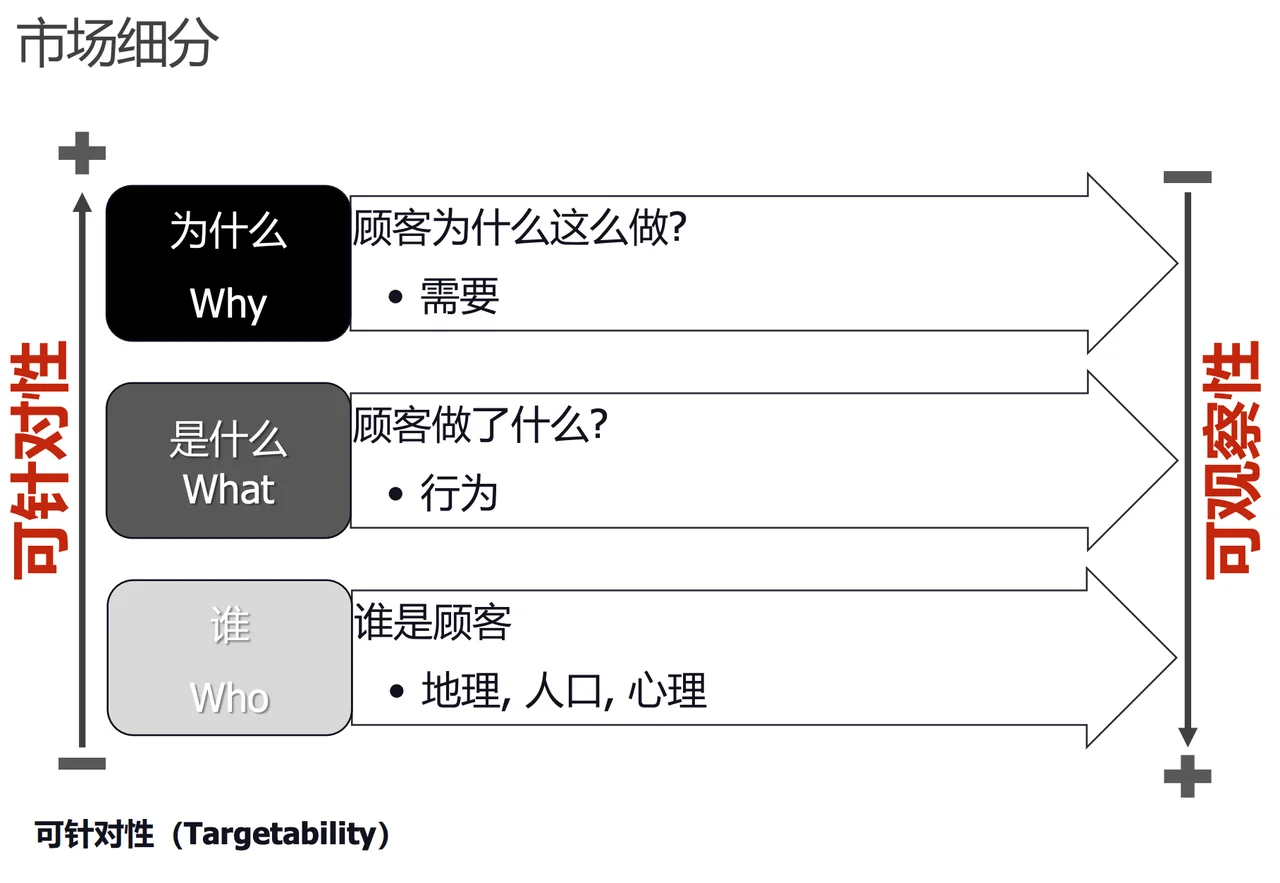 市场细分
可针对性
为什么
Why
顾客为什么这么做?
• 需要
是什么
What
顾客做了什么?
• 行为
谁
Who
谁是顾客
• 地理, 人口, 心理
可观察性
可针对性（Targetability）